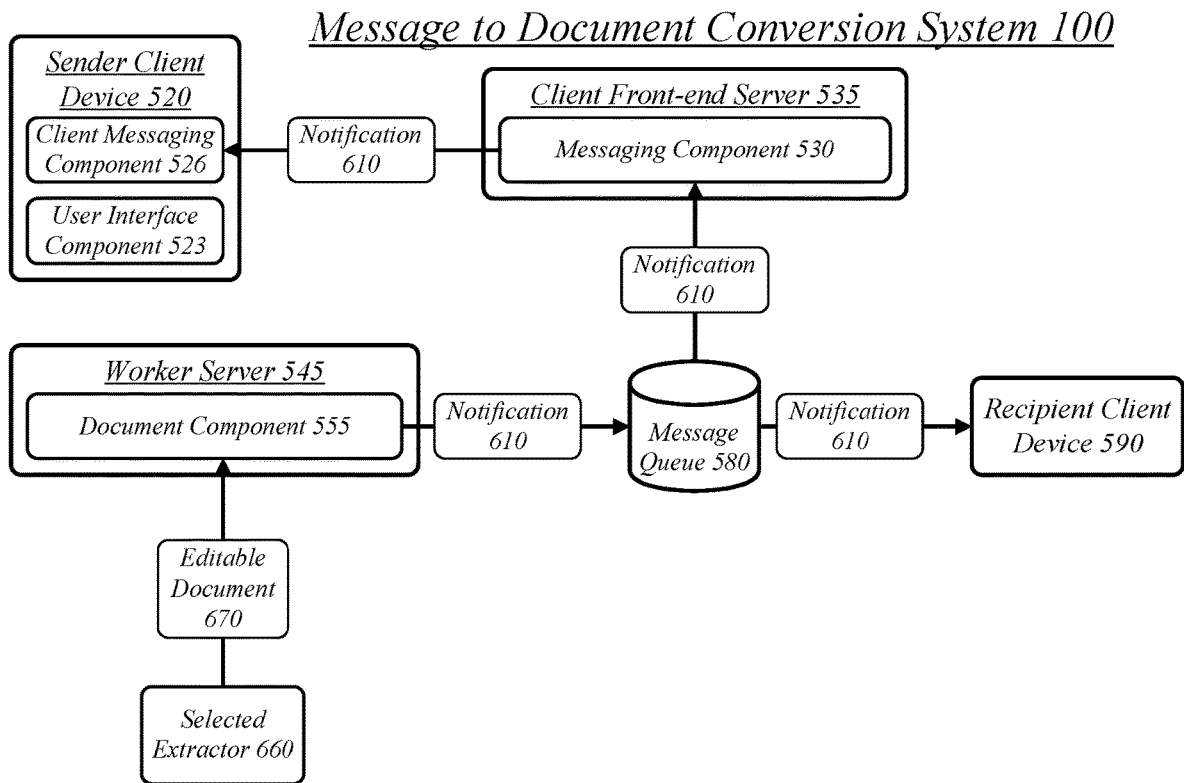 Message to Document Conversion System 100
Sender Client
Device 520
Client Messaging
Component 526
User Interface
Component 523
Notification
610
Client Front-end Server 535
Messaging Component 530
Notification
610
Worker Server 545
Document Component 555
Notification
610
Message
Queue 580
Notification
610
Recipient Client
Device 590
Editable
Document
670
Selected
Extractor 660